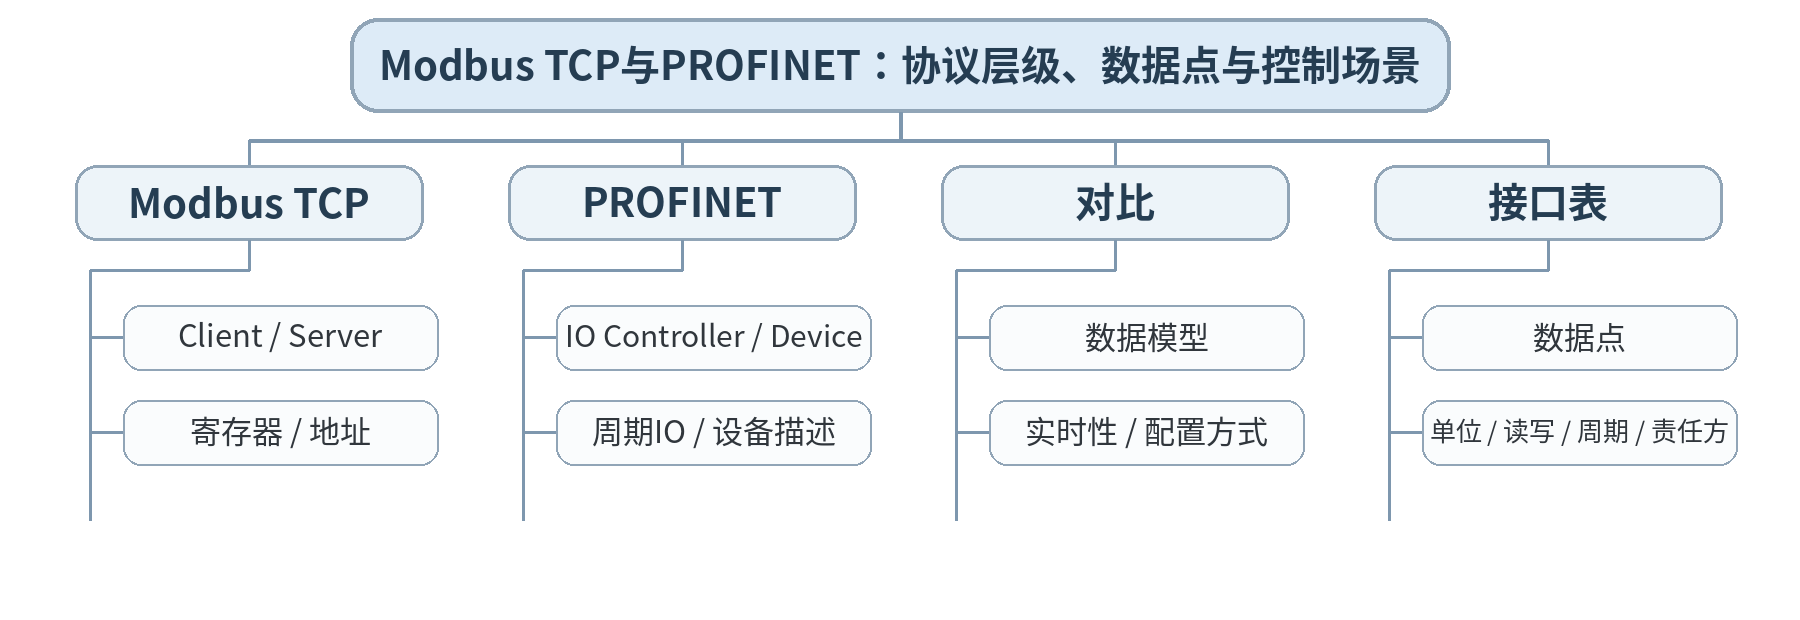 Modbus TCP与PROFINET：协议层级、数据点与控制场景
Modbus TCP
PROFINET
对比
接口表
Client / Server
IO Controller / Device
数据模型
数据点
寄存器 / 地址
周期IO / 设备描述
实时性 / 配置方式
单位 / 读写 / 周期 / 责任方